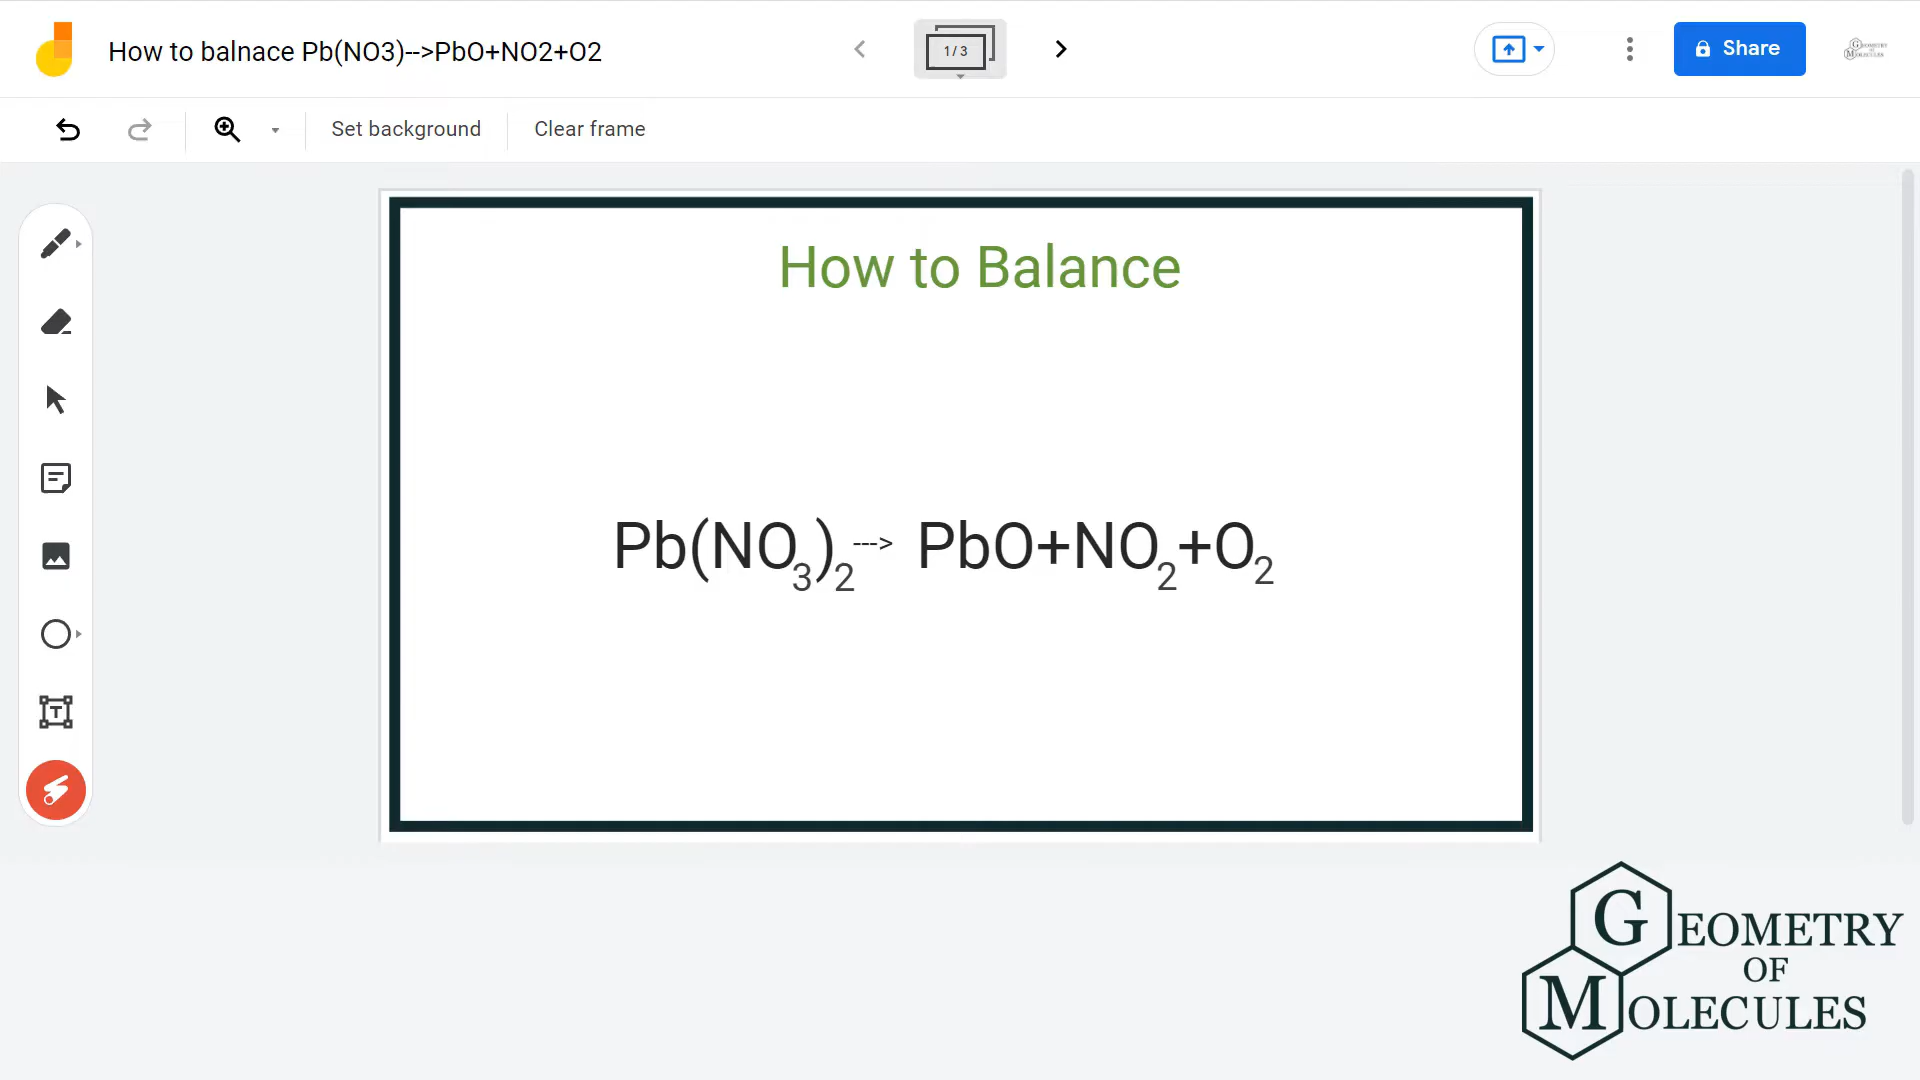 How to balnace Pb(NO3)-->PbO+NO2+O2
1 / 3
Share
Set background
Clear frame
How to Balance
Pb(NO₃)₂---> PbO+NO₂+O₂
GEOMETRY
OF
MOLECULES